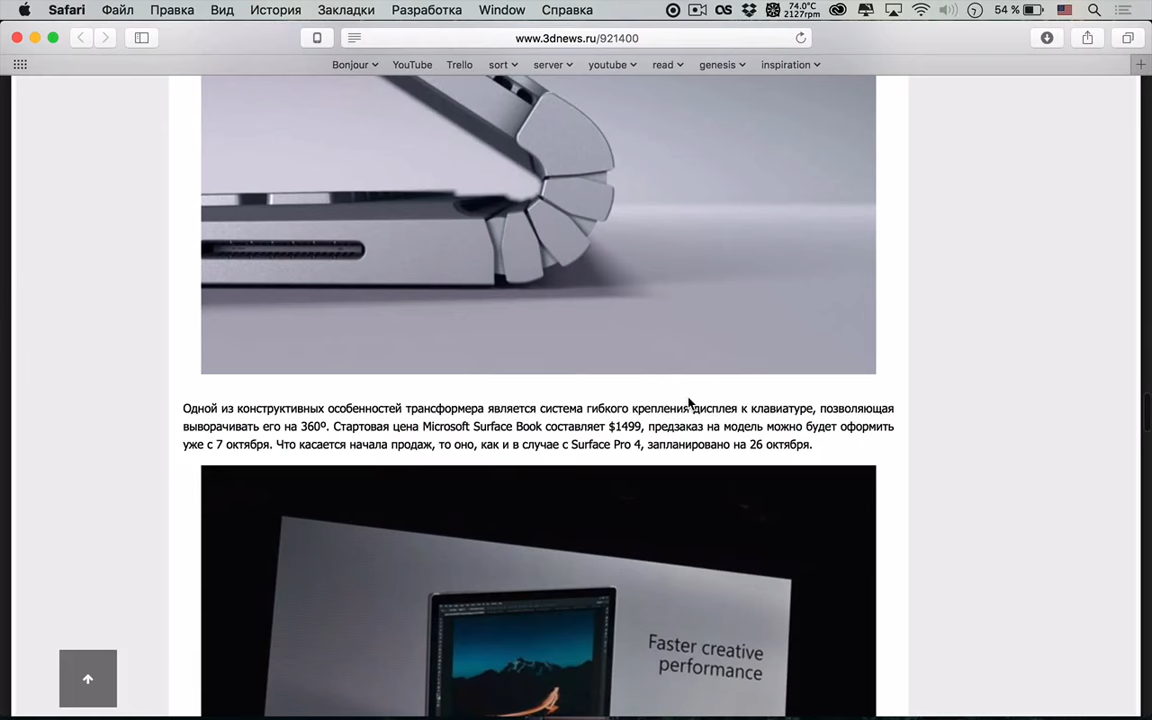 Safari Файл Правка Вид История Закладки Разработка Window Справка 74.0°C 2127rpm 54 %
www.3dnews.ru/921400
Bonjour YouTube Trello sort server youtube read genesis inspiration
Одной из конструктивных особенностей трансформера является система гибкого крепления дисплея к клавиатуре, позволяющая
выворачивать его на 360º. Стартовая цена Microsoft Surface Book составляет $1499, предзаказ на модель можно будет оформить
уже с 7 октября. Что касается начала продаж, то оно, как и в случае с Surface Pro 4, запланировано на 26 октября.
Faster creative
performance